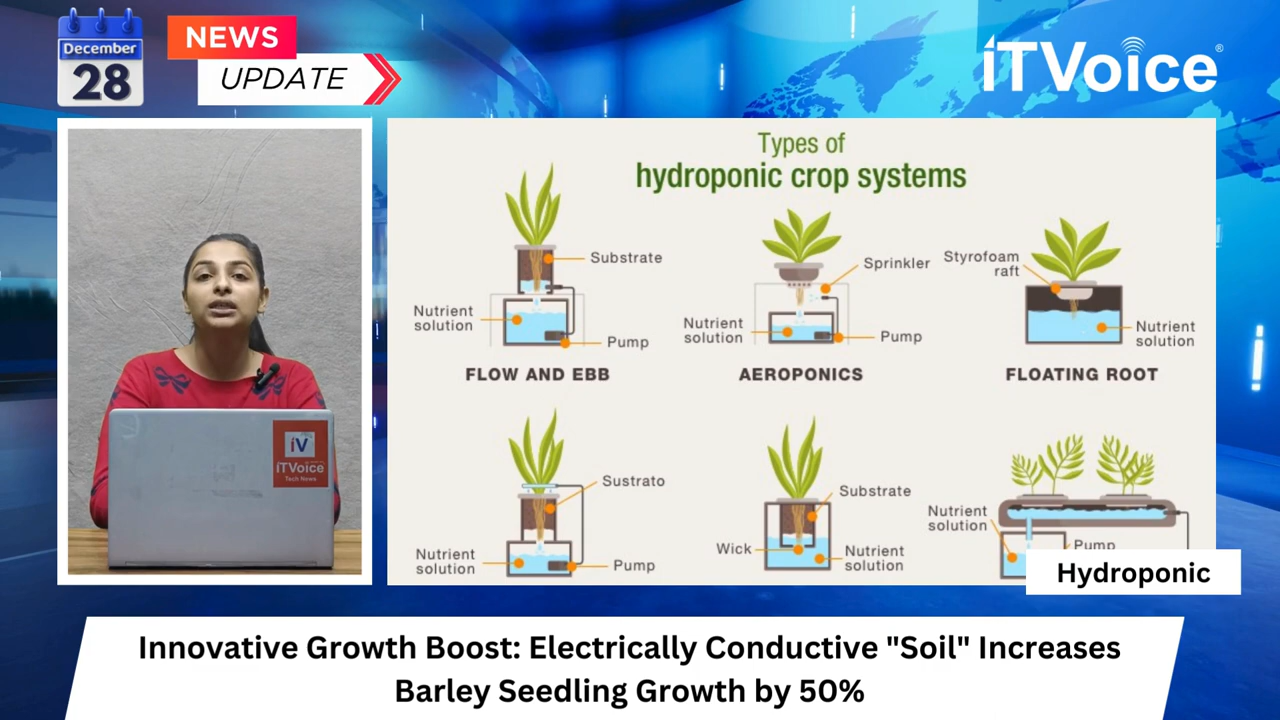 December
28
NEWS
UPDATE
iTVoice®
Types of
hydroponic crop systems
Substrate
Nutrient
solution
Pump
FLOW AND EBB
Sprinkler
Nutrient
solution
Pump
AEROPONICS
Styrofoam
raft
Nutrient
solution
FLOATING ROOT
Sustrato
Nutrient
solution
Pump
Substrate
Wick
Nutrient
solution
Nutrient
solution
Pump
iV
iTVoice
Tech News
Hydroponic
Innovative Growth Boost: Electrically Conductive "Soil" Increases
Barley Seedling Growth by 50%